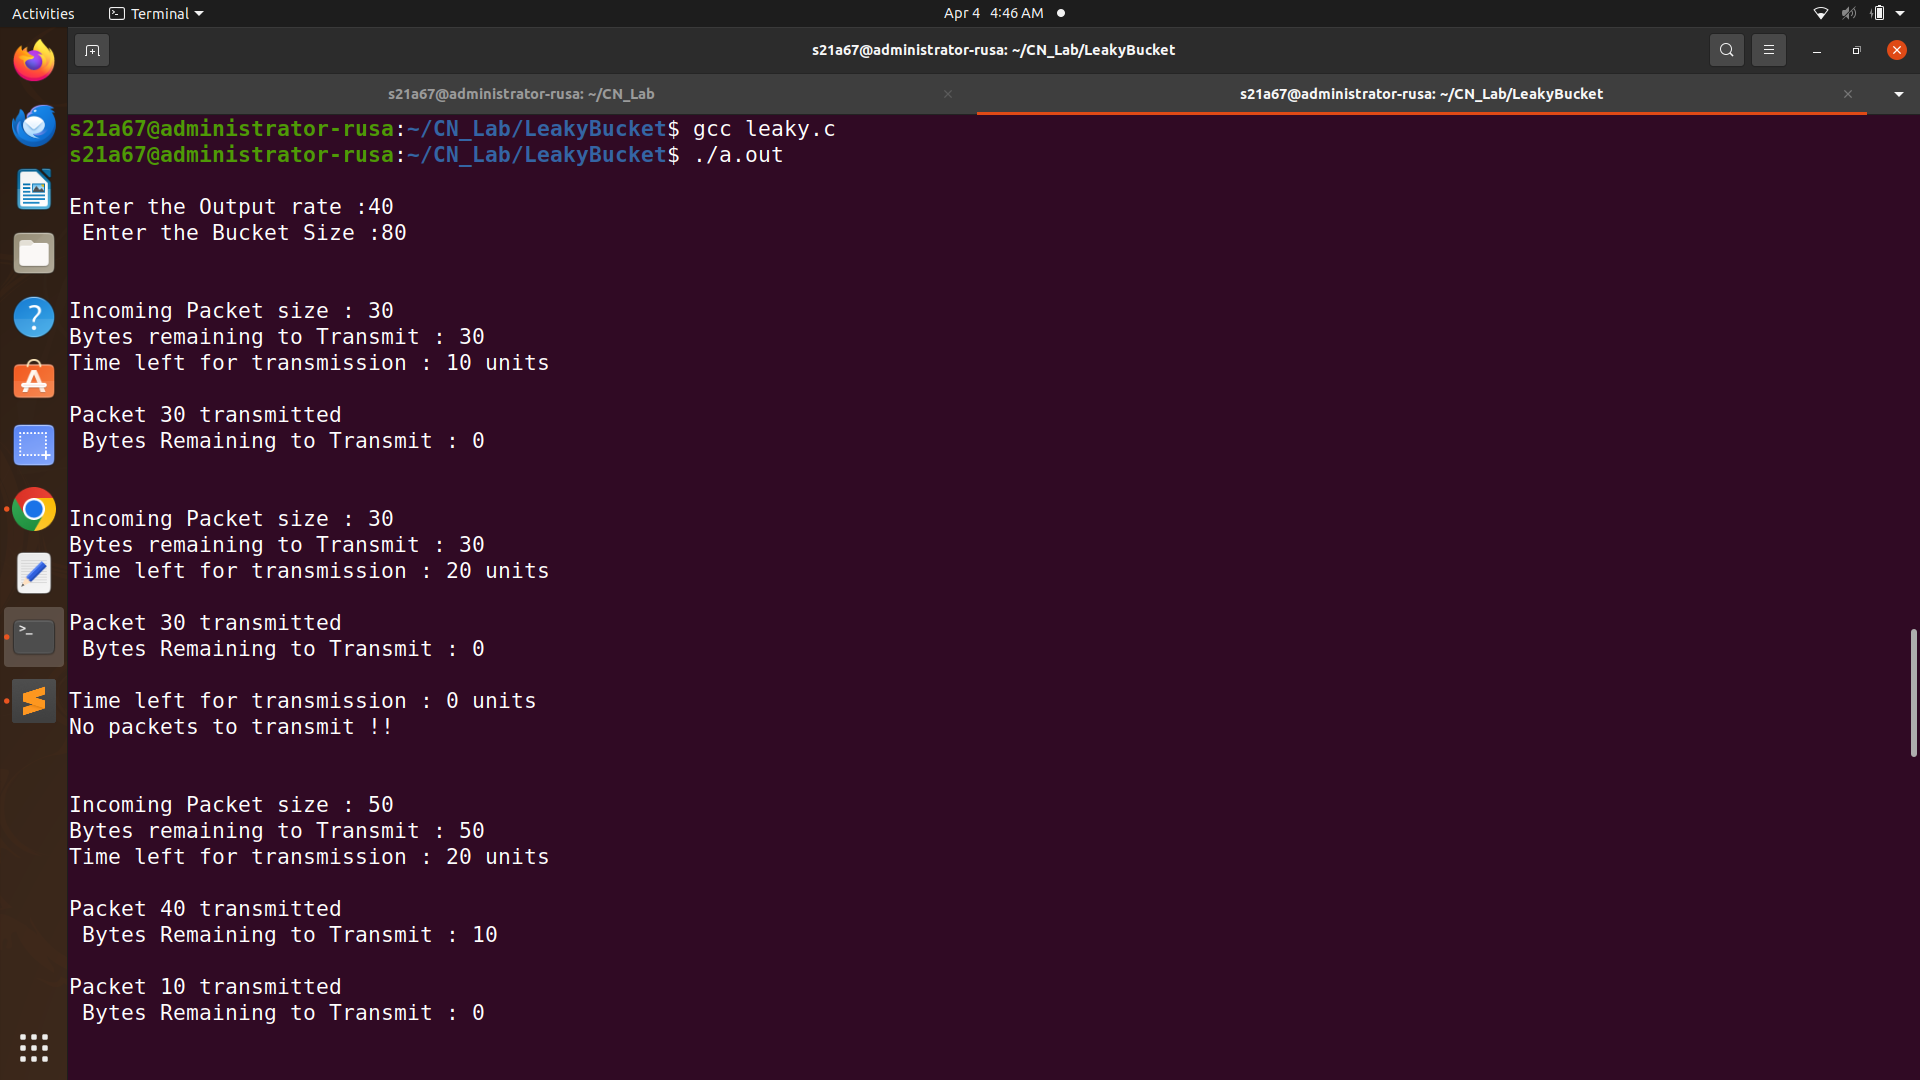 Activities Terminal Apr 4 4:46 AM
s21a67@administrator-rusa: ~/CN_Lab/LeakyBucket
s21a67@administrator-rusa: ~/CN_Lab s21a67@administrator-rusa: ~/CN_Lab/LeakyBucket
s21a67@administrator-rusa:~/CN_Lab/LeakyBucket$ gcc leaky.c
s21a67@administrator-rusa:~/CN_Lab/LeakyBucket$ ./a.out
Enter the Output rate :40
Enter the Bucket Size :80
Incoming Packet size : 30
Bytes remaining to Transmit : 30
Time left for transmission : 10 units
Packet 30 transmitted
Bytes Remaining to Transmit : 0
Incoming Packet size : 30
Bytes remaining to Transmit : 30
Time left for transmission : 20 units
Packet 30 transmitted
Bytes Remaining to Transmit : 0
Time left for transmission : 0 units
No packets to transmit !!
Incoming Packet size : 50
Bytes remaining to Transmit : 50
Time left for transmission : 20 units
Packet 40 transmitted
Bytes Remaining to Transmit : 10
Packet 10 transmitted
Bytes Remaining to Transmit : 0